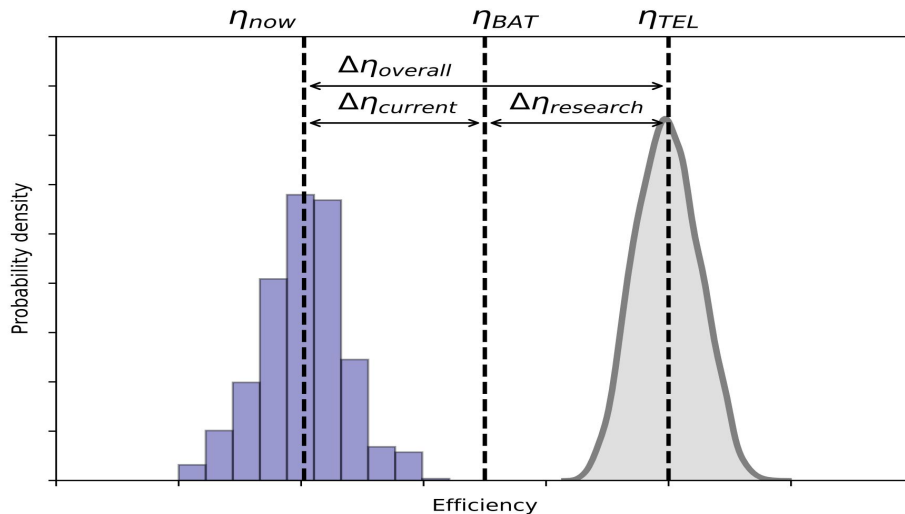 η_now η_BAT η_TEL
Δη_overall
Δη_current Δη_research
Probability density
Efficiency